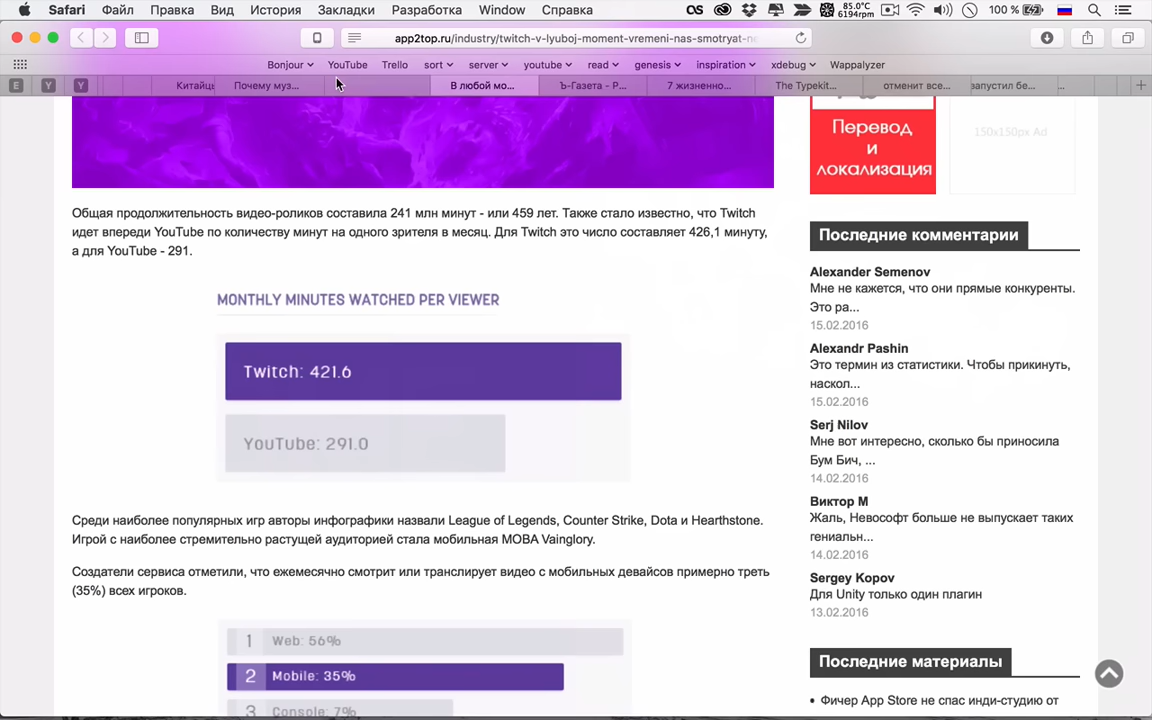 Safari Файл Правка Вид История Закладки Разработка Window Справка 85.0°C 6194rpm 100 %
app2top.ru/industry/twitch-v-lyuboj-moment-vremeni-nas-smotryat-ne
Bonjour YouTube Trello sort server youtube read genesis inspiration xdebug Wappalyzer
E Y Y Китайцы Почему муз... В любой мо... Ъ-Газета - Р... 7 жизненно... The Typekit... отменит все... запустил бе... ...
Перевод
и
локализация
150x150px Ad
Общая продолжительность видео-роликов составила 241 млн минут - или 459 лет. Также стало известно, что Twitch
идет впереди YouTube по количеству минут на одного зрителя в месяц. Для Twitch это число составляет 426,1 минуту,
а для YouTube - 291.
MONTHLY MINUTES WATCHED PER VIEWER
Twitch: 421.6
YouTube: 291.0
Среди наиболее популярных игр авторы инфографики назвали League of Legends, Counter Strike, Dota и Hearthstone.
Игрой с наиболее стремительно растущей аудиторией стала мобильная MOBA Vainglory.
Создатели сервиса отметили, что ежемесячно смотрит или транслирует видео с мобильных девайсов примерно треть
(35%) всех игроков.
1 Web: 56%
2 Mobile: 35%
3 Console: 7%
Последние комментарии
Alexander Semenov
Мне не кажется, что они прямые конкуренты.
Это ра...
15.02.2016
Alexandr Pashin
Это термин из статистики. Чтобы прикинуть,
наскол...
15.02.2016
Serj Nilov
Мне вот интересно, сколько бы приносила
Бум Бич, ...
14.02.2016
Виктор М
Жаль, Невософт больше не выпускает таких
гениальн...
14.02.2016
Sergey Kopov
Для Unity только один плагин
13.02.2016
Последние материалы
• Фичер App Store не спас инди-студию от